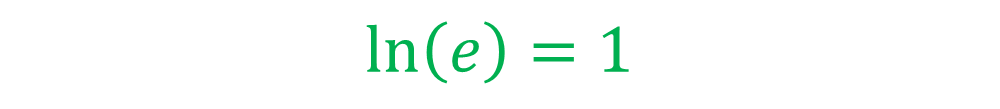 ln(e) = 1